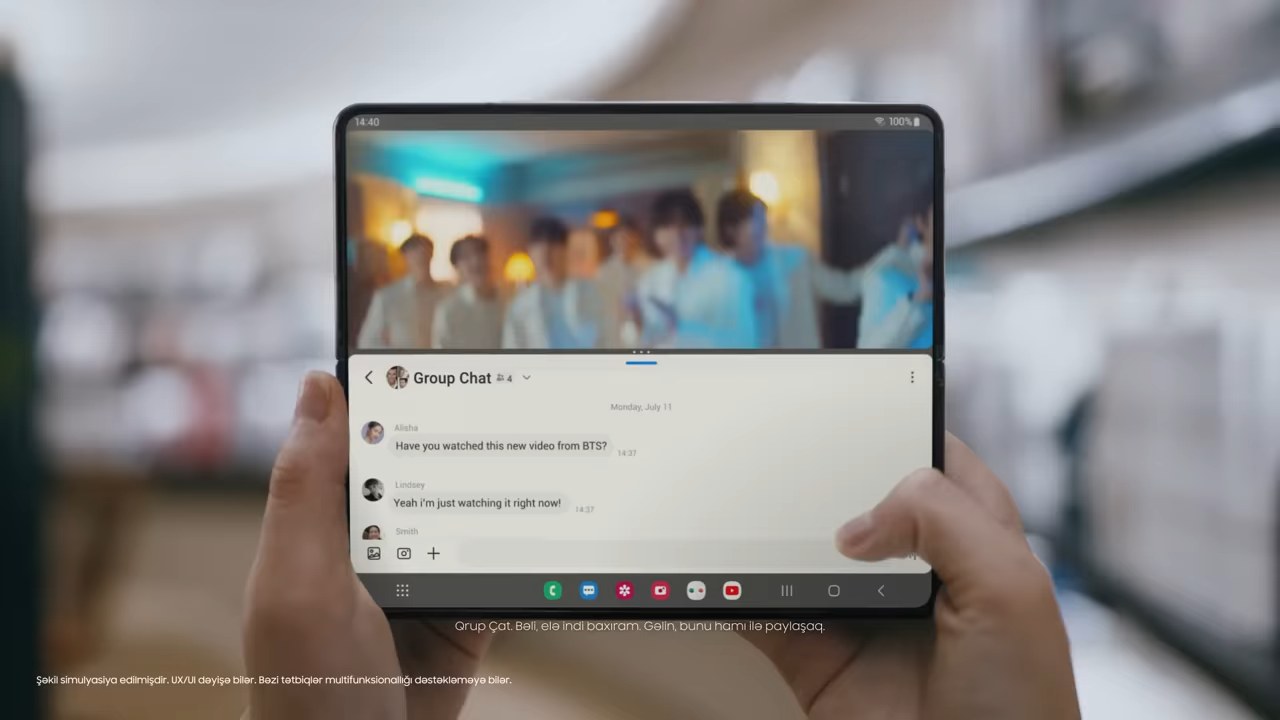 14:40
100%
Group Chat 4
Monday, July 11
Alisha
Have you watched this new video from BTS?
14:37
Lindsey
Yeah i'm just watching it right now!
14:37
Smith
Qrup Çat. Bəli, elə indi baxıram. Gəlin, bunu hamı ilə paylaşaq.
Şəkil simulyasiya edilmişdir. UX/UI dəyişə bilər. Bəzi tətbiqlər multifunksionallığı dəstəkləməyə bilər.